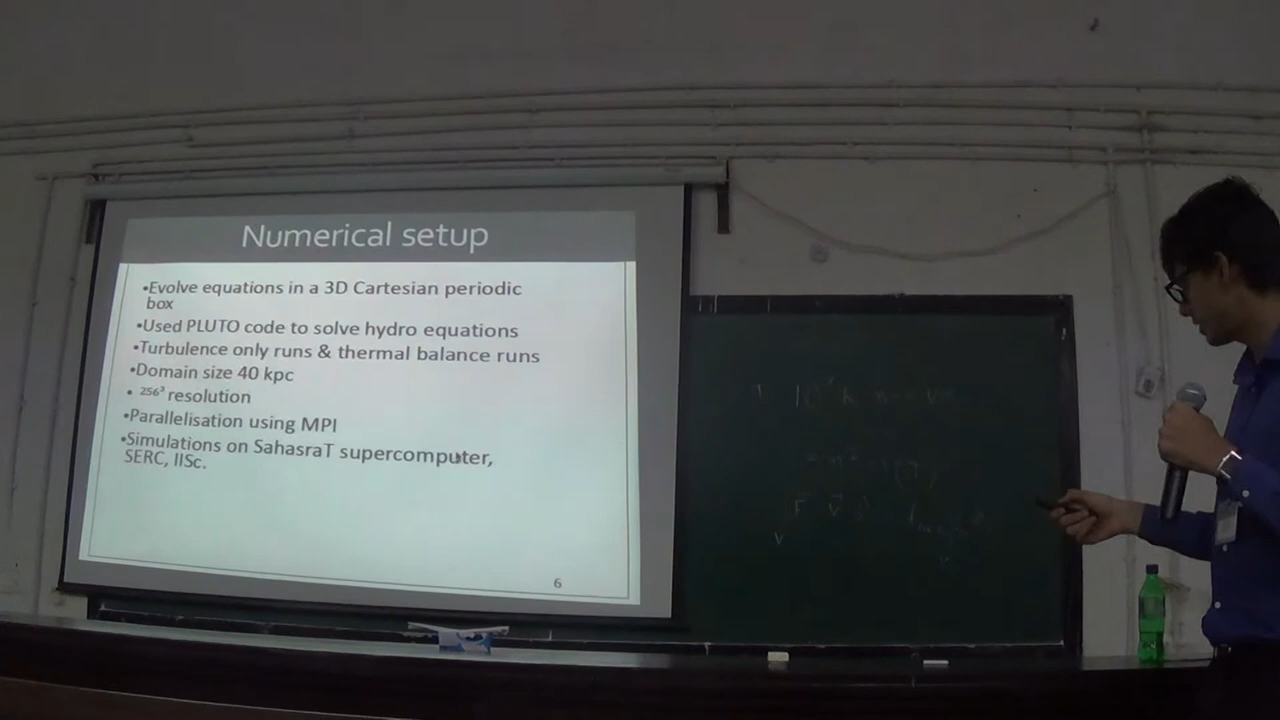 Numerical setup
•Evolve equations in a 3D Cartesian periodic
box
•Used PLUTO code to solve hydro equations
•Turbulence only runs & thermal balance runs
•Domain size 40 kpc
• 256³ resolution
•Parallelisation using MPI
•Simulations on SahasraT supercomputer,
SERC, IISc.
6